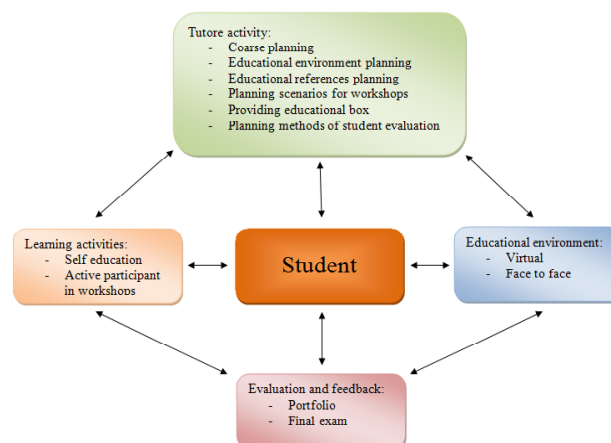 Tutore activity:
- Coarse planning
- Educational environment planning
- Educational references planning
- Planning scenarios for workshops
- Providing educational box
- Planning methods of student evaluation
Learning activities:
- Self education
- Active participant
in workshops
Student
Educational environment:
- Virtual
- Face to face
Evaluation and feedback:
- Portfolio
- Final exam